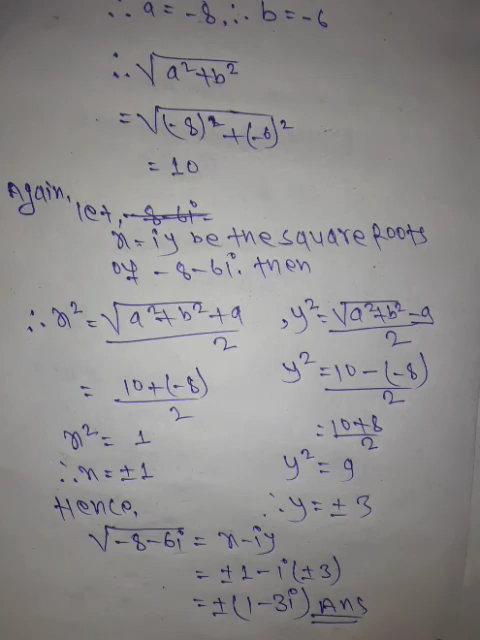 ∴ a = -8, ∴ b = -6
∴ √(a²+b²)
= √((-8)²+(-6)²)
= 10
Again,
let, -8-6i =
x-iy be the square roots
of -8-6i. then
∴ x² = (√(a²+b²)+a)/2 , y² = (√(a²+b²)-a)/2
= (10+(-8))/2 y² = (10-(-8))/2
x² = 1 = (10+8)/2
∴ x = ±1 y² = 9
Hence, ∴ y = ±3
√(-8-6i) = x-iy
= ±1-i(±3)
= ±(1-3i) Ans